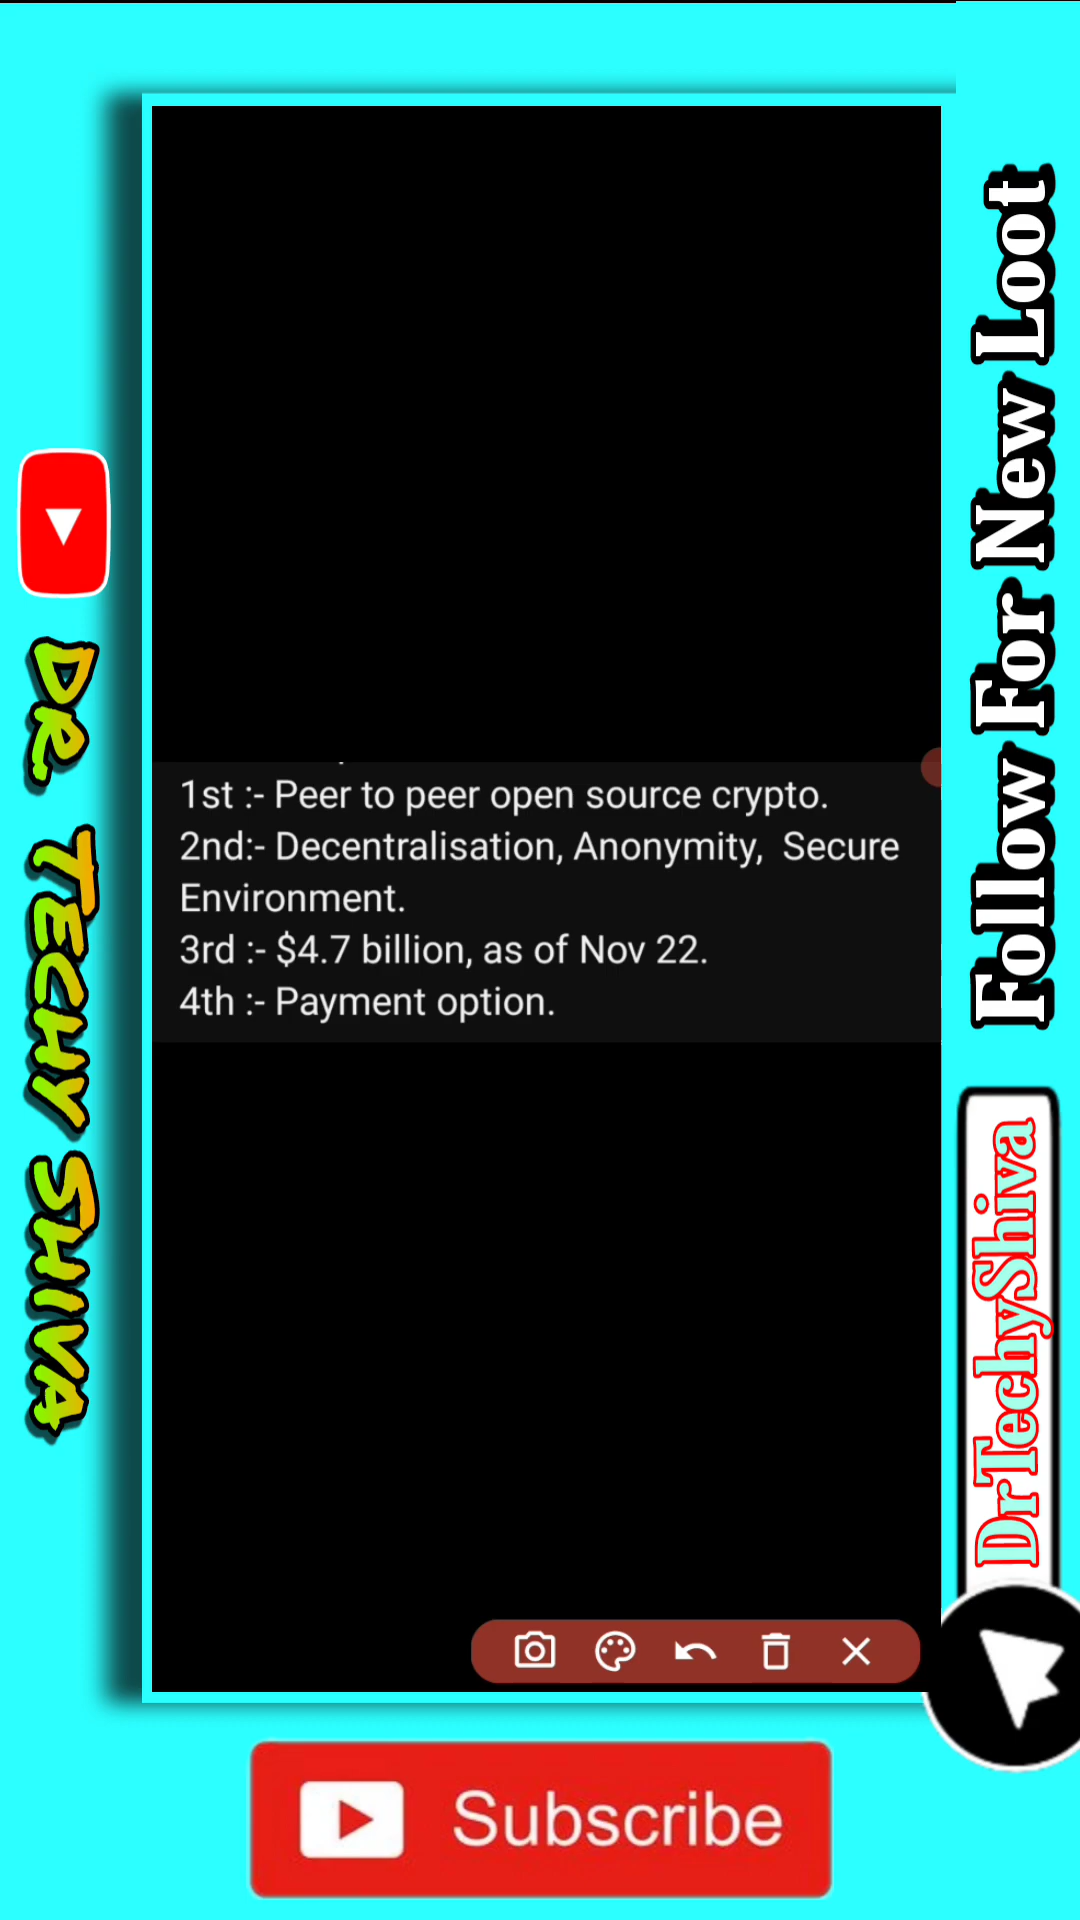 1st :- Peer to peer open source crypto.
2nd:- Decentralisation, Anonymity,  Secure
Environment.
3rd :- $4.7 billion, as of Nov 22.
4th :- Payment option.
DR. TECHY SHIVA
Follow For New Loot
DrTechyShiva
Subscribe